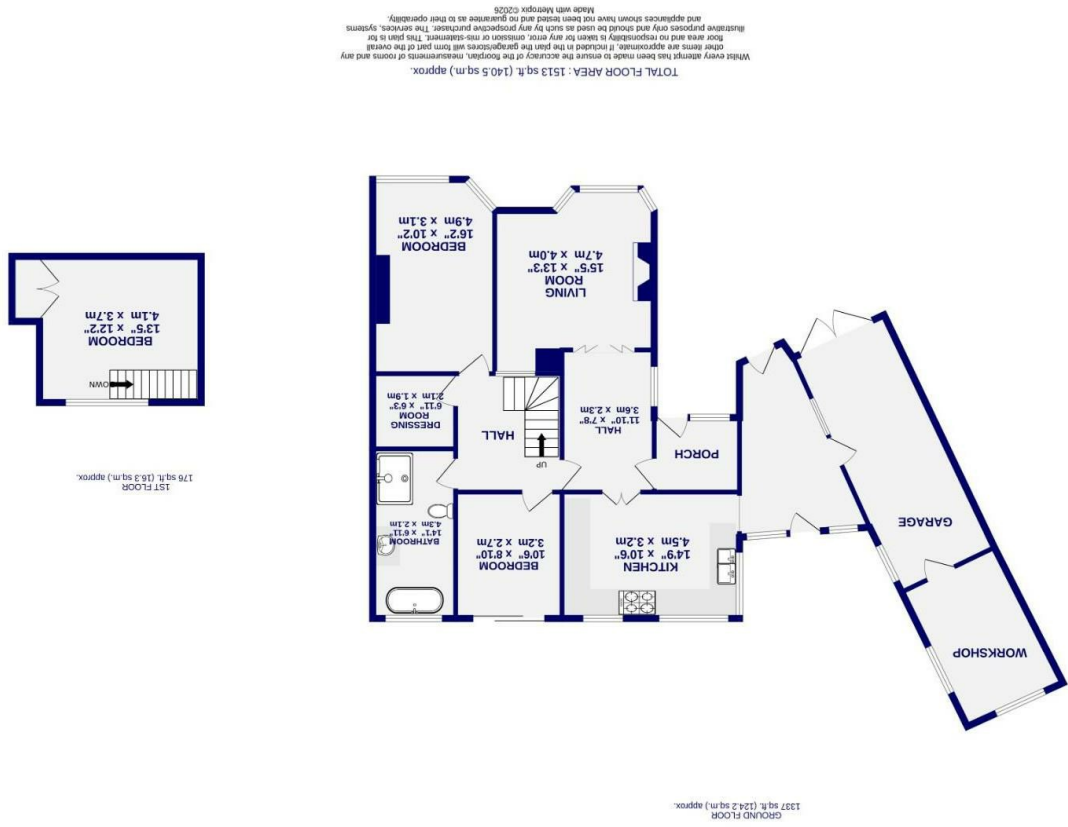 GROUND FLOOR
1337 sq.ft. (124.2 sq.m.) approx.
WORKSHOP
GARAGE
KITCHEN
14'9" x 10'6"
4.5m x 3.2m
BEDROOM
10'6" x 8'10"
3.2m x 2.7m
BATHROOM
14'1" x 6'11"
4.3m x 2.1m
PORCH
HALL
11'10" x 7'8"
3.6m x 2.3m
UP
HALL
DRESSING
ROOM
6'11" x 6'3"
2.1m x 1.9m
LIVING
ROOM
15'5" x 13'3"
4.7m x 4.0m
BEDROOM
16'2" x 10'2"
4.9m x 3.1m
1ST FLOOR
176 sq.ft. (16.3 sq.m.) approx.
DOWN
BEDROOM
13'5" x 12'2"
4.1m x 3.7m
TOTAL FLOOR AREA : 1513 sq.ft. (140.5 sq.m.) approx.
Whilst every attempt has been made to ensure the accuracy of the floorplan, measurements of rooms and any
other items are approximate, If included in the plan the garage/stores will form part of the overall
floor area and no responsibility is taken for any error, omission or mis-statement. This plan is for
illustrative purposes only and should be used as such by any prospective purchaser. The services, systems
and appliances shown have not been tested and no guarantee as to their operability.
Made with Metropix ©2026